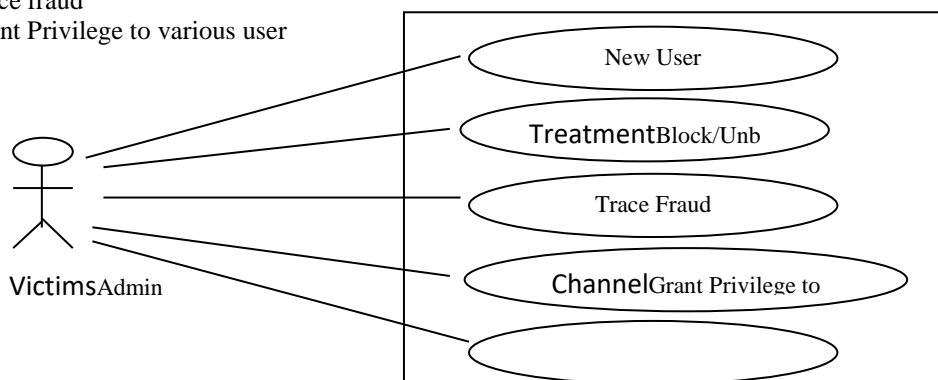 ce fraud
nt Privilege to various user
New User
TreatmentBlock/Unb
Trace Fraud
VictimsAdmin
ChannelGrant Privilege to